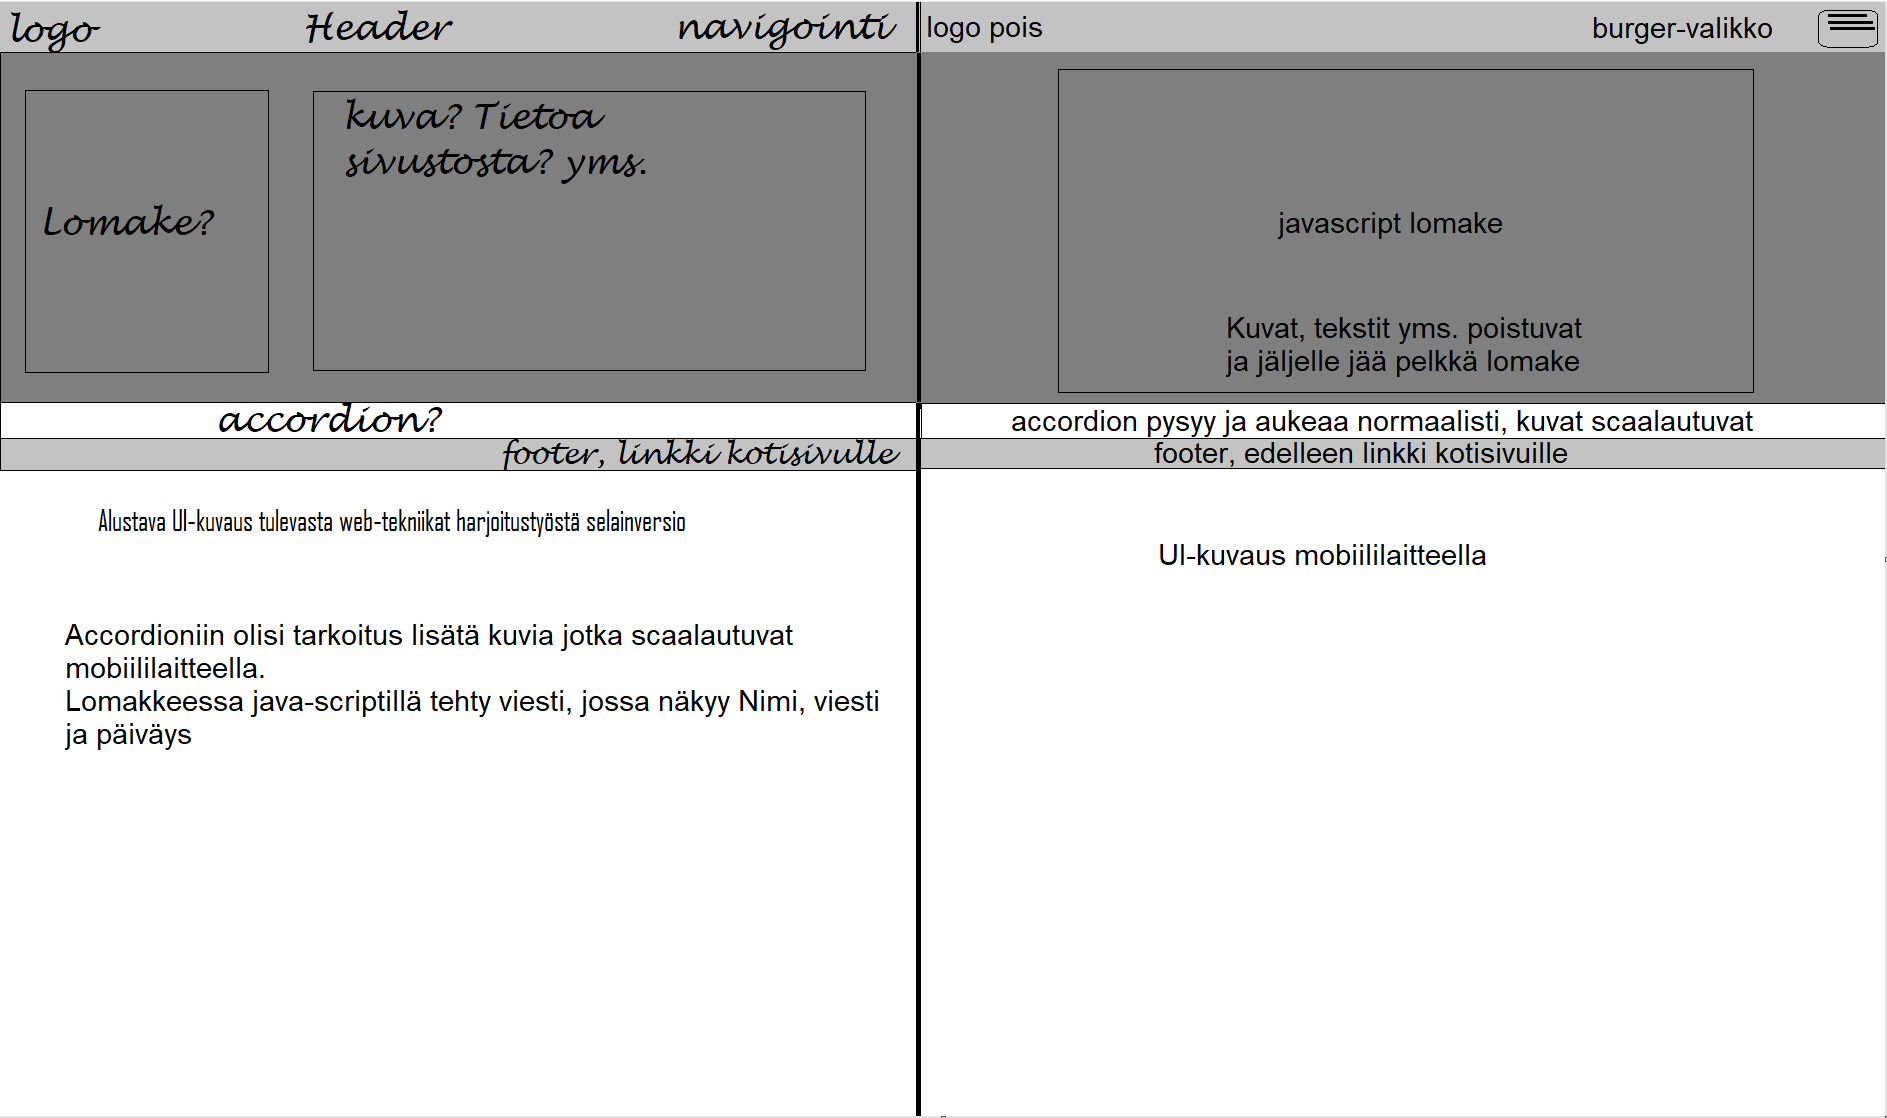 logo
Header
navigointi
kuva? Tietoa
sivustosta? yms.
Lomake?
accordion?
footer, linkki kotisivulle
Alustava UI-kuvaus tulevasta web-tekniikat harjoitustyöstä selainversio
Accordioniin olisi tarkoitus lisätä kuvia jotka scaalautuvat
mobiililaitteella.
Lomakkeessa java-scriptillä tehty viesti, jossa näkyy Nimi, viesti
ja päiväys
logo pois
burger-valikko
javascript lomake
Kuvat, tekstit yms. poistuvat
ja jäljelle jää pelkkä lomake
accordion pysyy ja aukeaa normaalisti, kuvat scaalautuvat
footer, edelleen linkki kotisivuille
UI-kuvaus mobiililaitteella